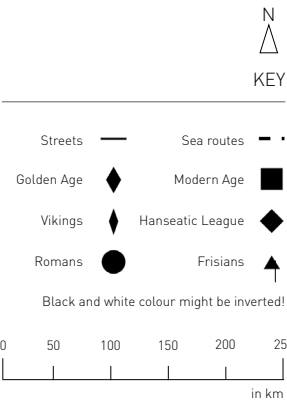 N
KEY
Streets Sea routes
Golden Age Modern Age
Vikings Hanseatic League
Romans Frisians
Black and white colour might be inverted!
0 50 100 150 200 25
in km